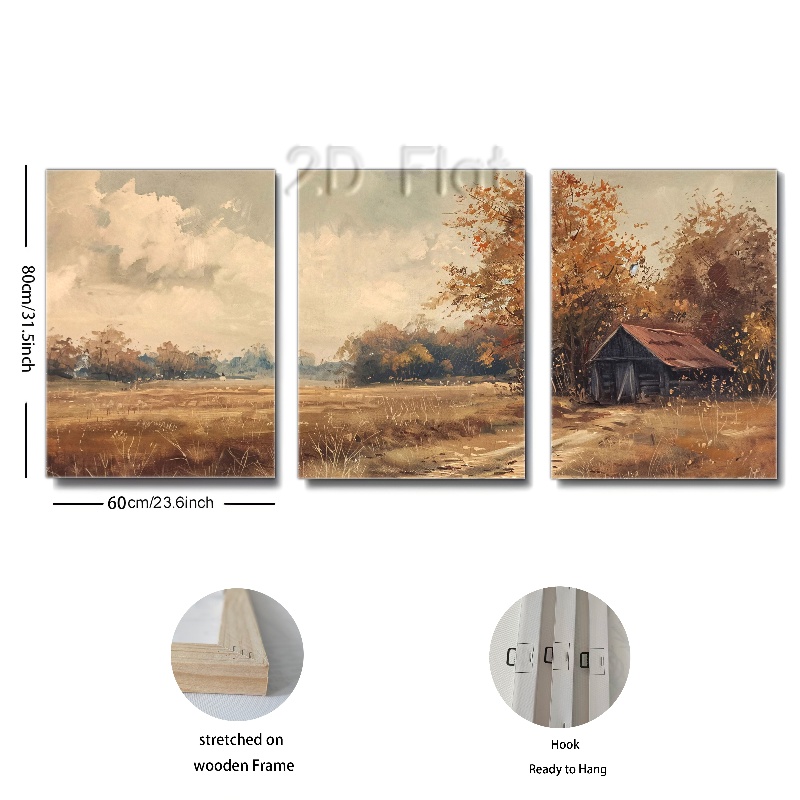 2D Flat
80cm/31.5inch
60cm/23.6inch
stretched on
wooden Frame
Hook
Ready to Hang